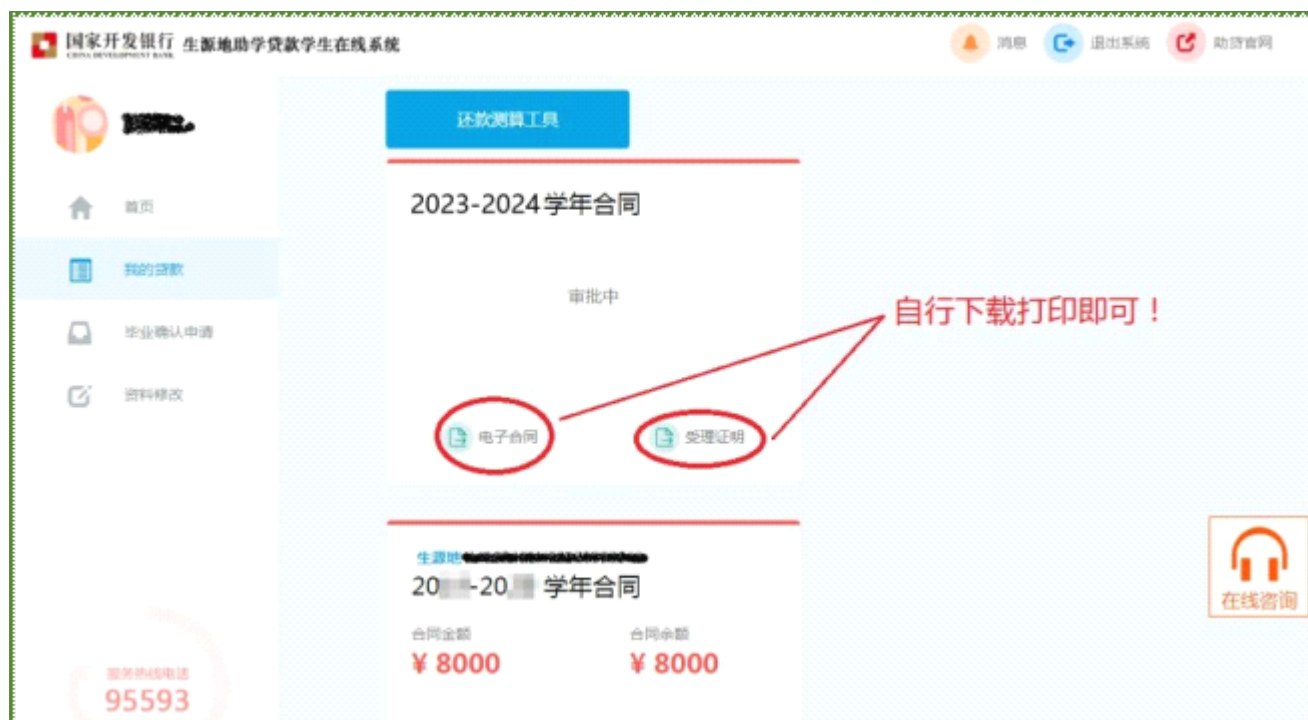 国家开发银行 生源地助学贷款学生在线系统
CHINA DEVELOPMENT BANK
消息
退出系统
助贷官网
还款测算工具
首页
我的贷款
毕业确认申请
资料修改
2023-2024学年合同
审批中
自行下载打印即可！
电子合同
受理证明
生源地
20 -20 学年合同
合同金额
合同余额
¥ 8000
¥ 8000
在线咨询
服务热线电话
95593